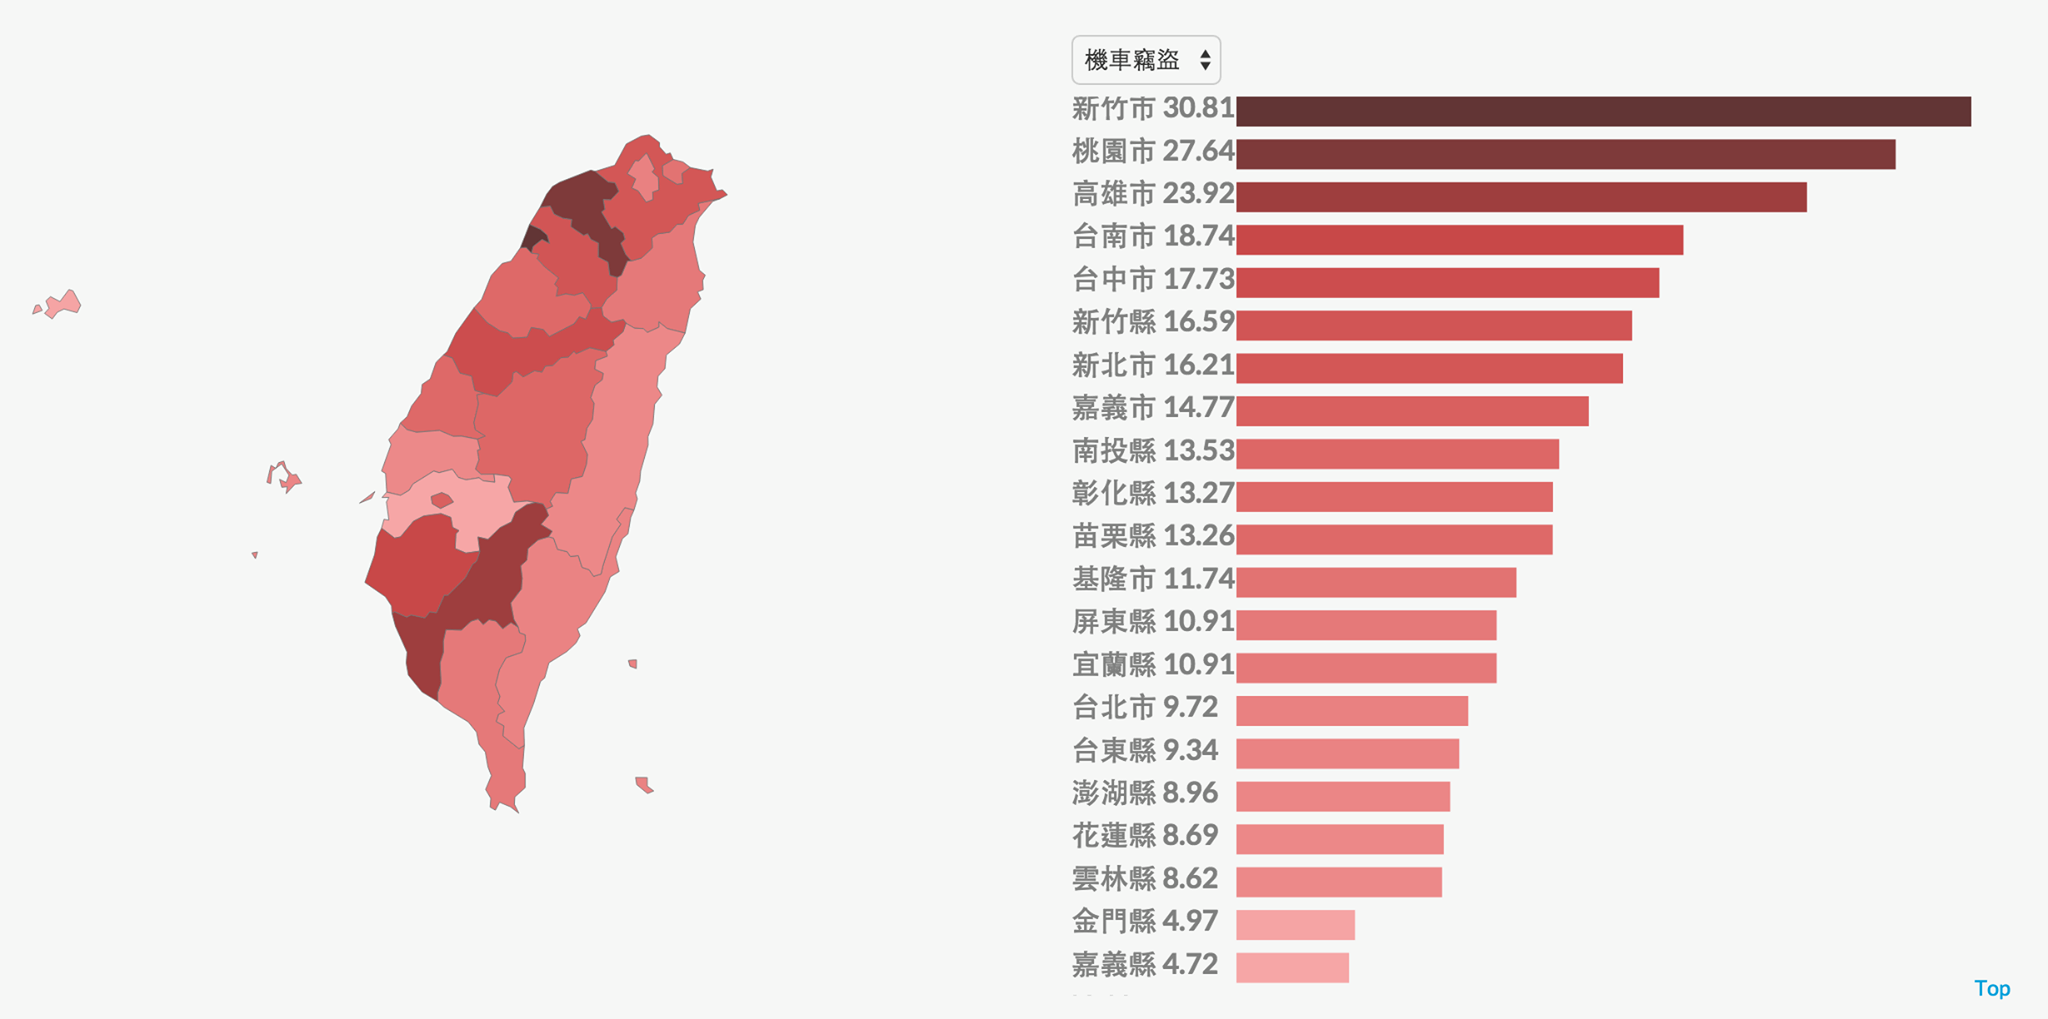 機車竊盜
新竹市 30.81
桃園市 27.64
高雄市 23.92
台南市 18.74
台中市 17.73
新竹縣 16.59
新北市 16.21
嘉義市 14.77
南投縣 13.53
彰化縣 13.27
苗栗縣 13.26
基隆市 11.74
屏東縣 10.91
宜蘭縣 10.91
台北市 9.72
台東縣 9.34
澎湖縣 8.96
花蓮縣 8.69
雲林縣 8.62
金門縣 4.97
嘉義縣 4.72
Top